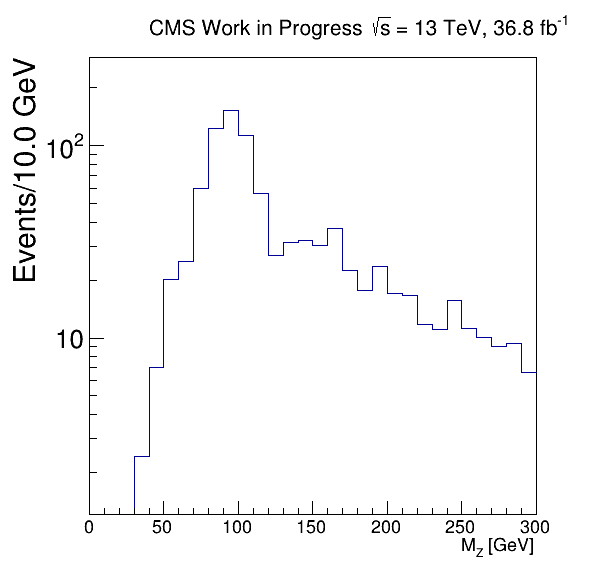 CMS Work in Progress √s = 13 TeV, 36.8 fb⁻¹
Events/10.0 GeV
10²
10
0 50 100 150 200 250 300
M_Z [GeV]